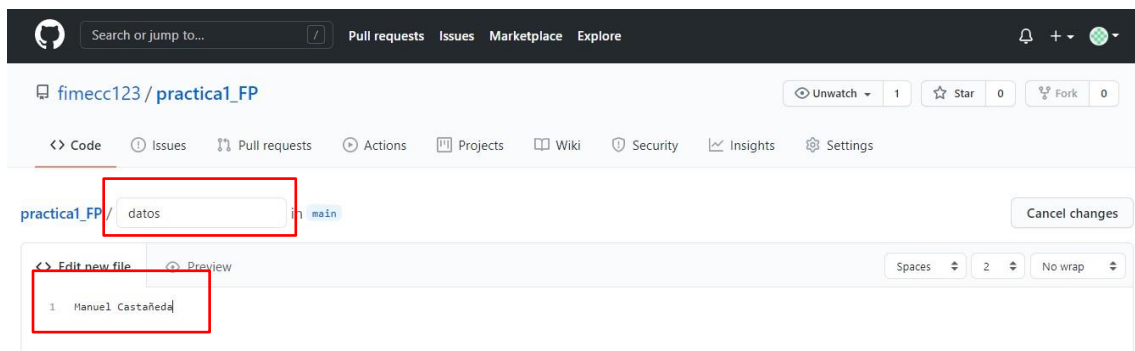 Search or jump to... / Pull requests Issues Marketplace Explore
fimecc123 / practica1_FP Unwatch 1 Star 0 Fork 0
<> Code Issues Pull requests Actions Projects Wiki Security Insights Settings
practica1_FP / datos in main Cancel changes
<> Edit new file Preview Spaces 2 No wrap
1 Manuel Castañeda